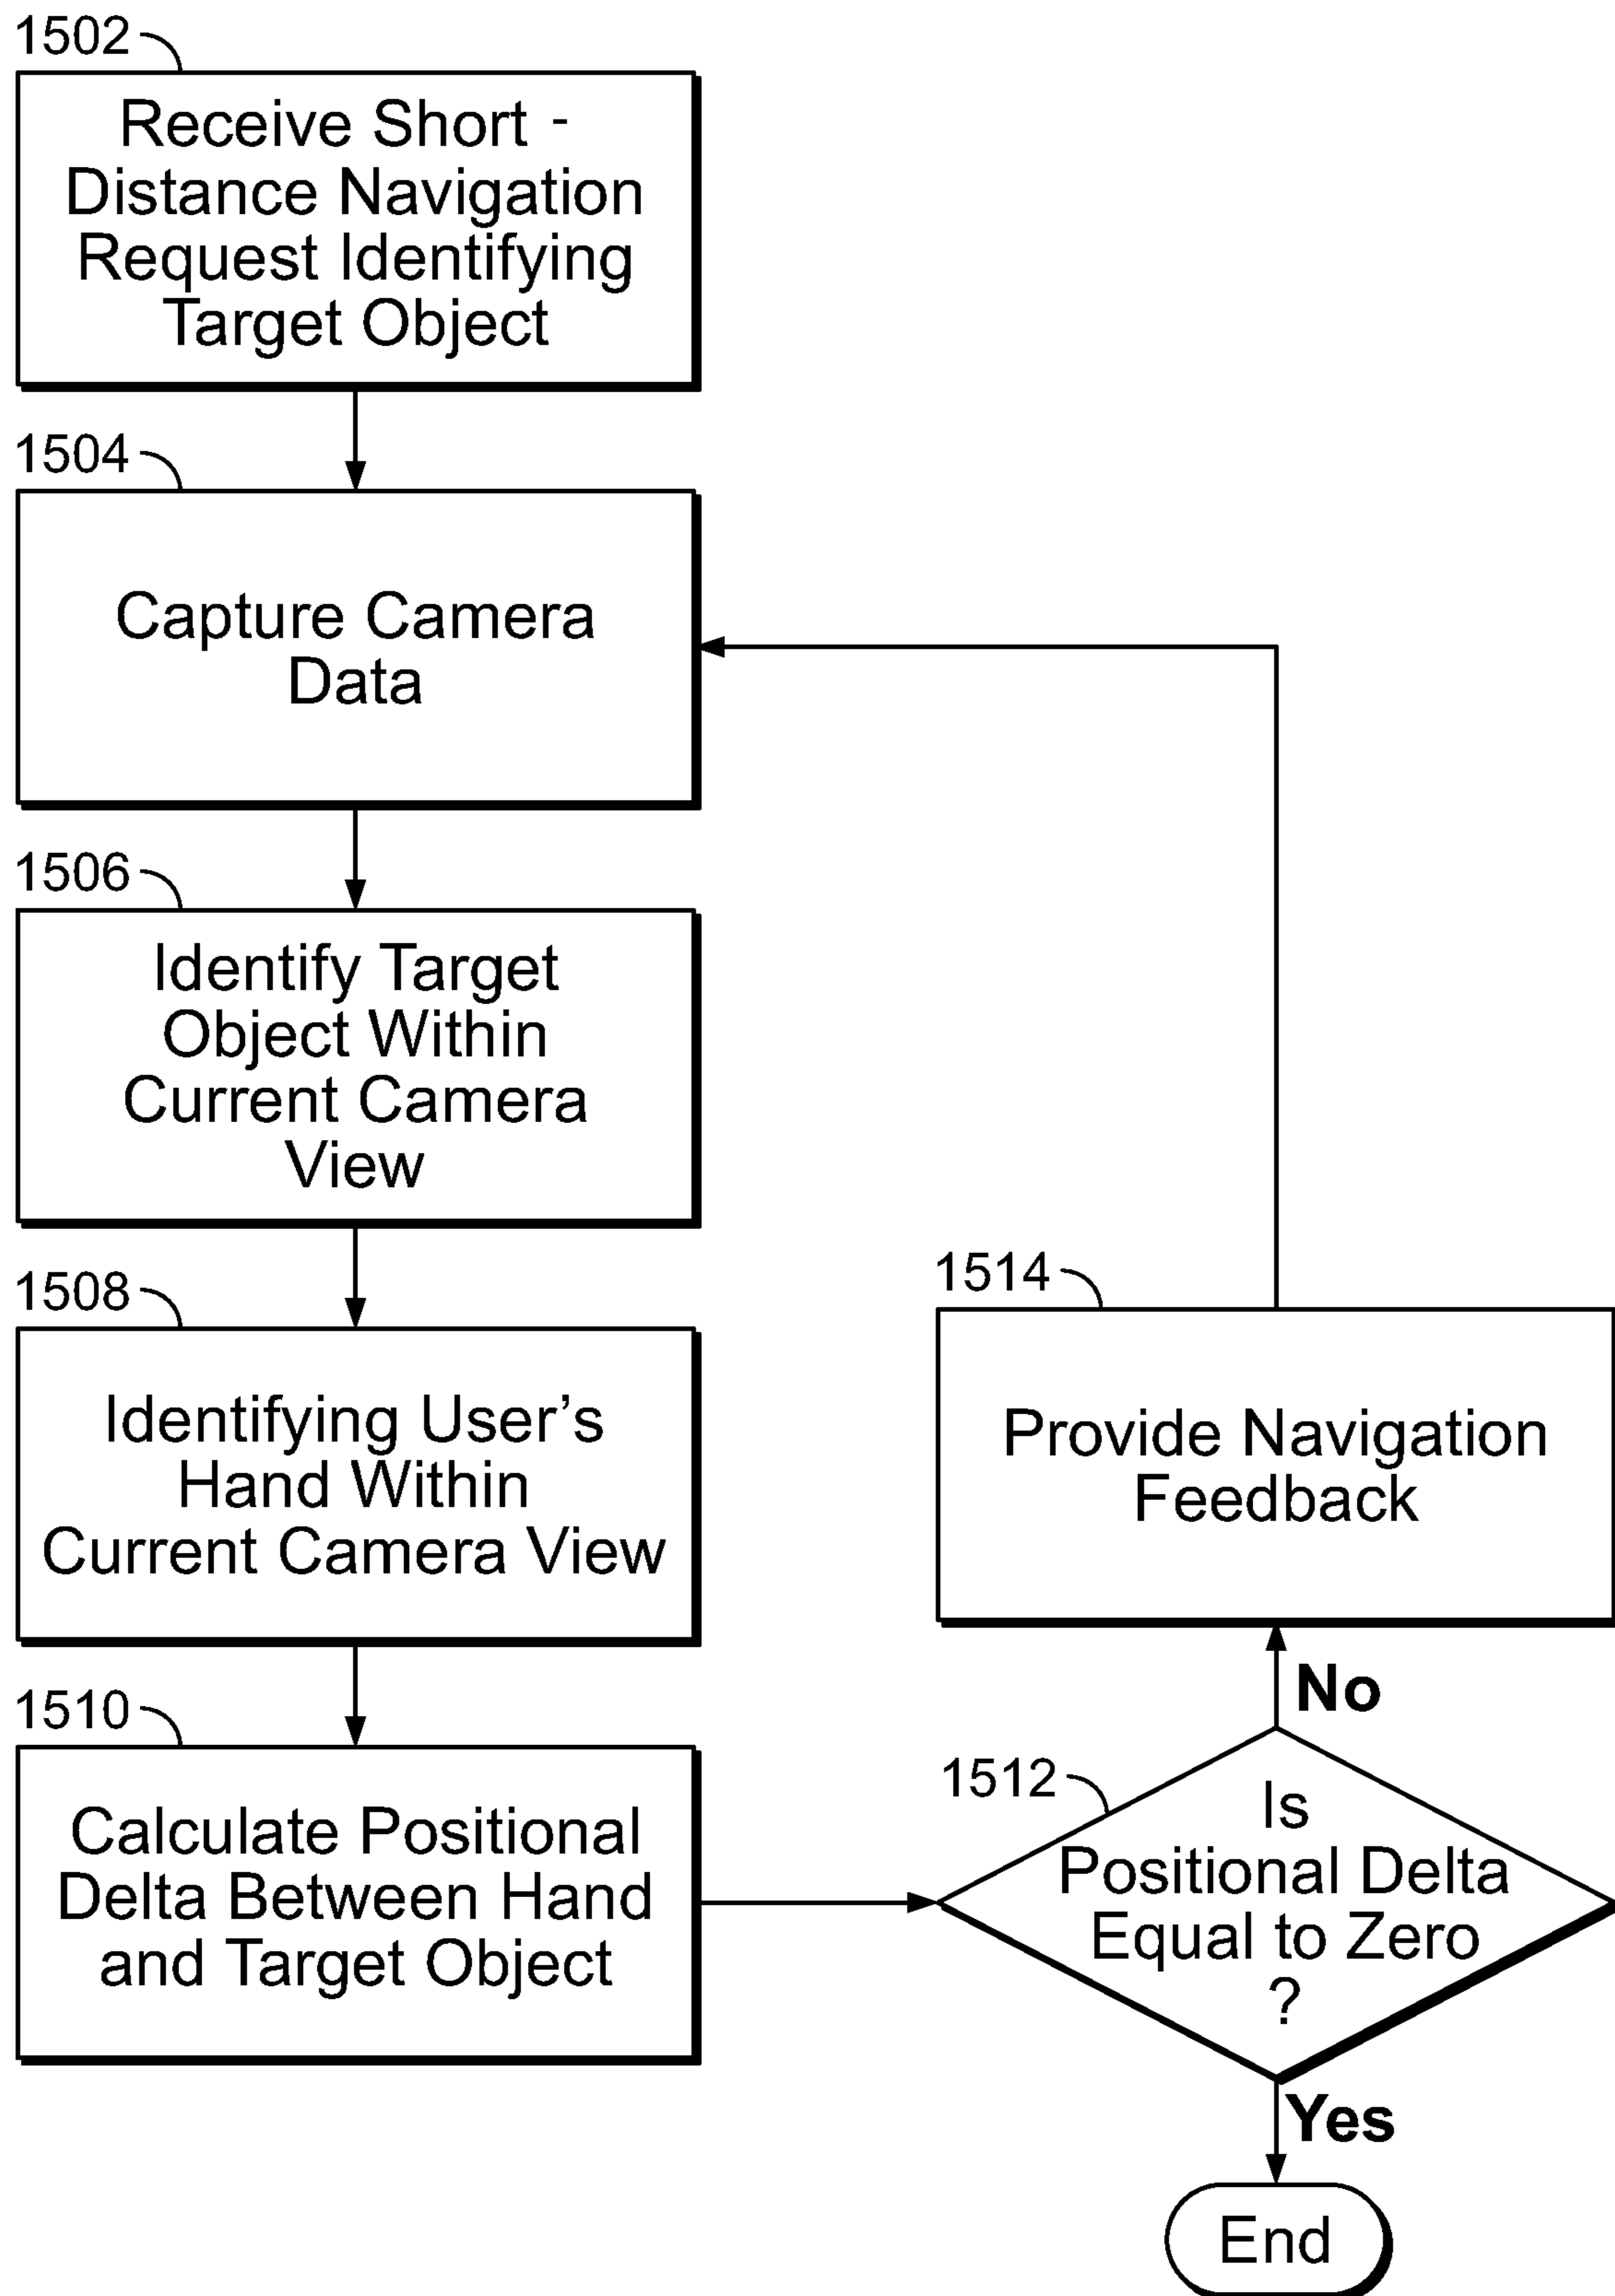 1502
Receive Short -
Distance Navigation
Request Identifying
Target Object
1504
Capture Camera
Data
1506
Identify Target
Object Within
Current Camera
View
1508
Identifying User's
Hand Within
Current Camera View
1510
Calculate Positional
Delta Between Hand
and Target Object
1512
Is
Positional Delta
Equal to Zero
?
No
1514
Provide Navigation
Feedback
Yes
End